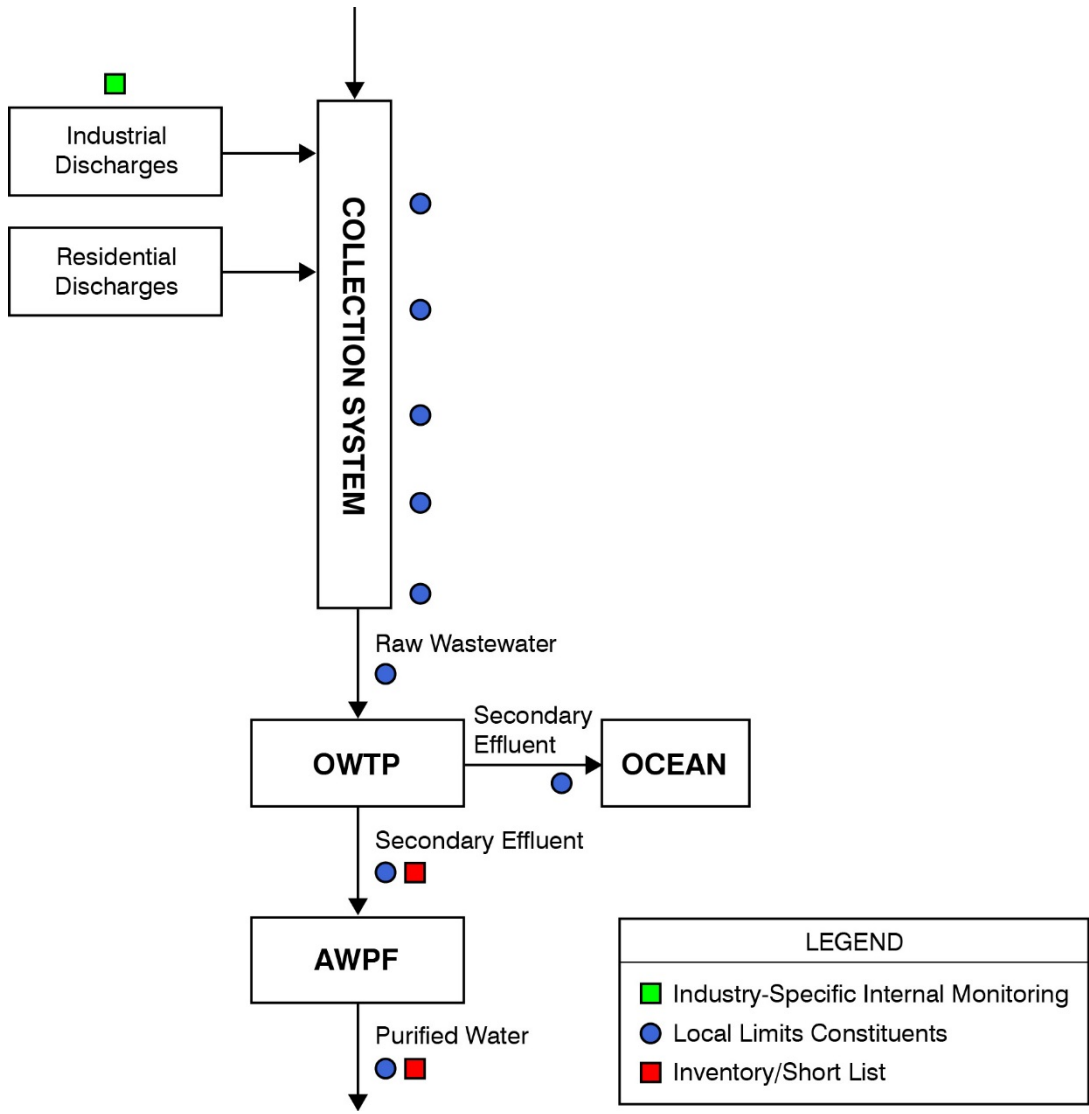 Industrial
Discharges
Residential
Discharges
COLLECTION SYSTEM
Raw Wastewater
OWTP
Secondary
Effluent
OCEAN
Secondary Effluent
AWPF
Purified Water
LEGEND
Industry-Specific Internal Monitoring
Local Limits Constituents
Inventory/Short List